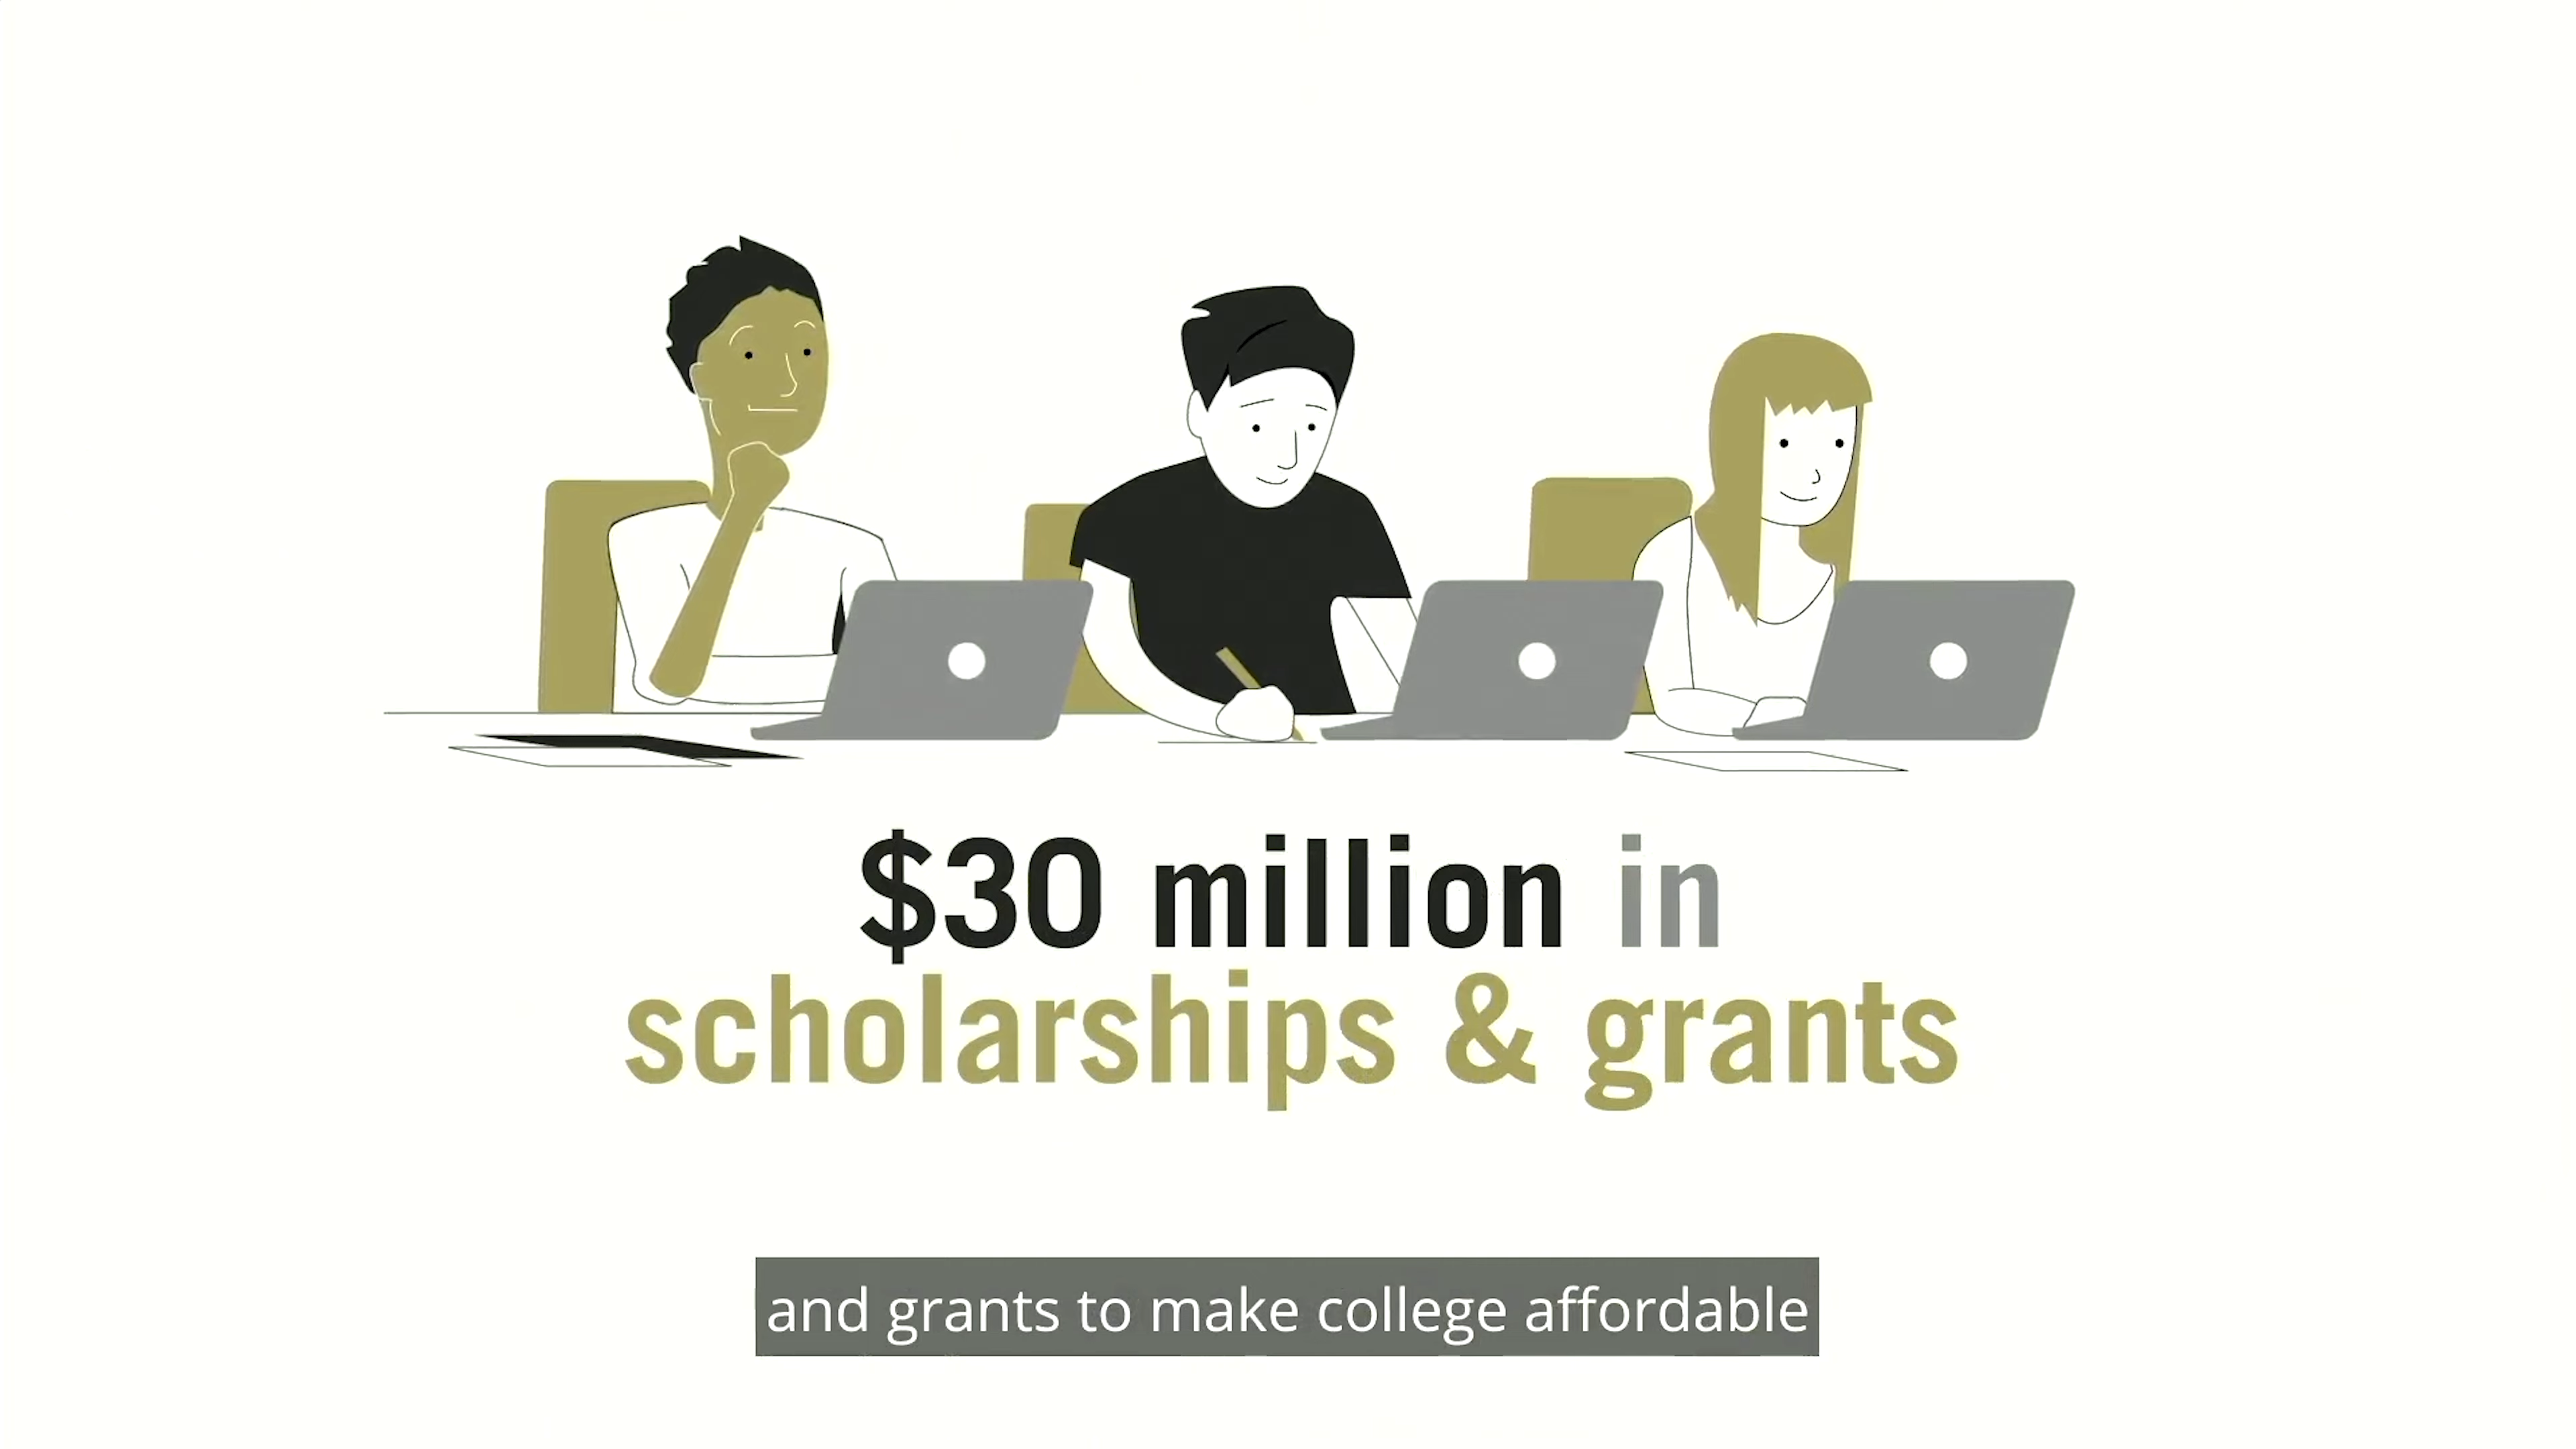 $30 million in
scholarships & grants
and grants to make college affordable